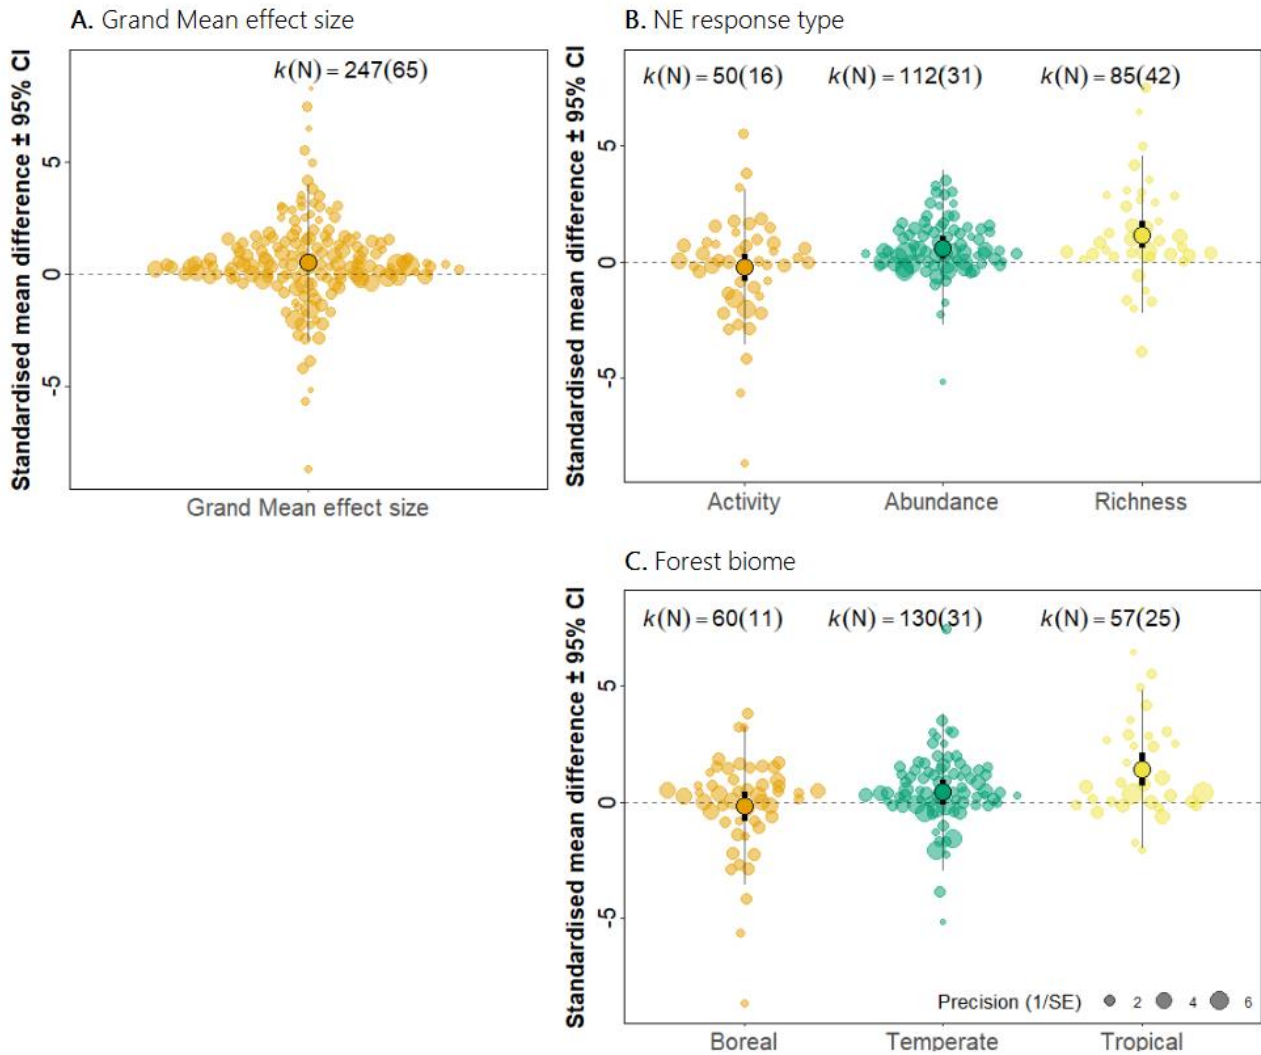 A. Grand Mean effect size
k(N) = 247(65)
Standardised mean difference ± 95% CI
5
0
-5
Grand Mean effect size
B. NE response type
k(N) = 50(16)
k(N) = 112(31)
k(N) = 85(42)
Standardised mean difference ± 95% CI
5
0
-5
Activity
Abundance
Richness
C. Forest biome
k(N) = 60(11)
k(N) = 130(31)
k(N) = 57(25)
Standardised mean difference ± 95% CI
5
0
-5
Precision (1/SE) 2 4 6
Boreal
Temperate
Tropical